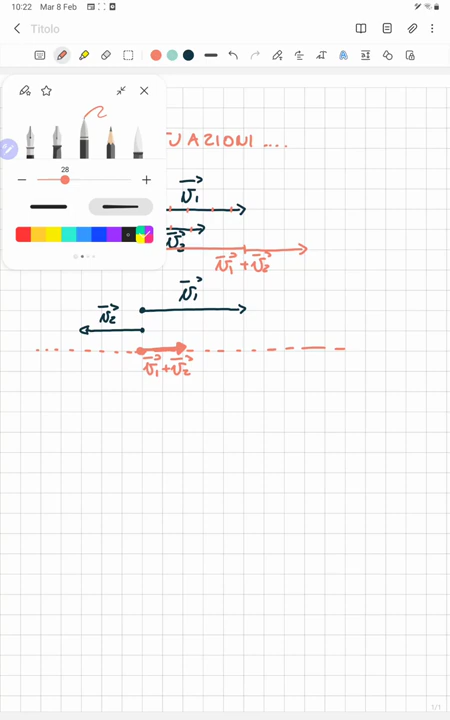 10:22 Mar 8 Feb
Titolo
28
UAZIONI ....
v1
v2
v1 + v2
v1
v2
v1 + v2
1/1